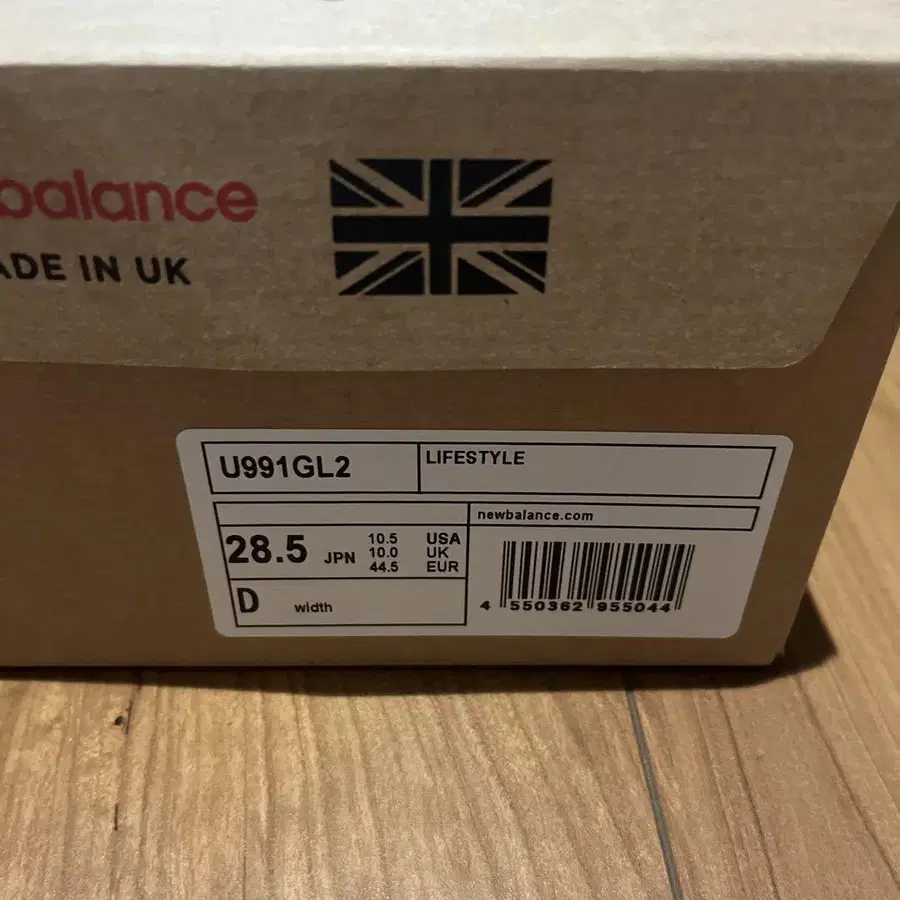 balance
ADE IN UK
U991GL2
LIFESTYLE
newbalance.com
28.5 JPN
10.5 USA
10.0 UK
44.5 EUR
D width
4 550362 955044